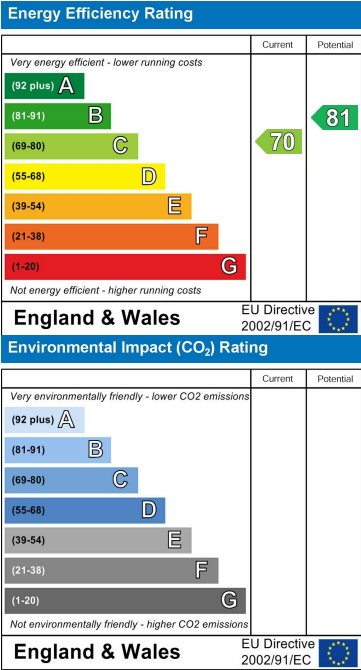 Energy Efficiency Rating
Current Potential
Very energy efficient - lower running costs
(92 plus) A
(81-91) B
81
(69-80) C
70
(55-68) D
(39-54) E
(21-38) F
(1-20) G
Not energy efficient - higher running costs
England & Wales
EU Directive
2002/91/EC
Environmental Impact (CO₂) Rating
Current Potential
Very environmentally friendly - lower CO2 emissions
(92 plus) A
(81-91) B
(69-80) C
(55-68) D
(39-54) E
(21-38) F
(1-20) G
Not environmentally friendly - higher CO2 emissions
England & Wales
EU Directive
2002/91/EC